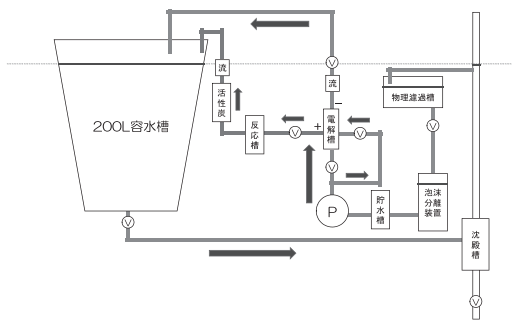 V
流
流
－
物理濾過槽
活
性
炭
200L容水槽
反
応
槽
V
＋
電
解
槽
V
V
V
泡沫
分離
装置
P
貯
水
槽
V
沈
殿
槽
V